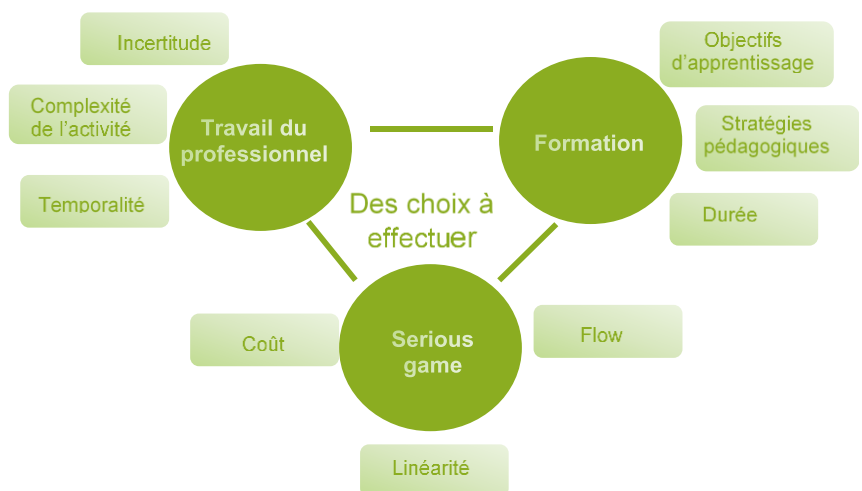 Incertitude
Complexité
de l'activité
Temporalité
Travail du
professionnel
Objectifs
d'apprentissage
Stratégies
pédagogiques
Durée
Formation
Des choix à
effectuer
Coût
Serious
game
Flow
Linéarité